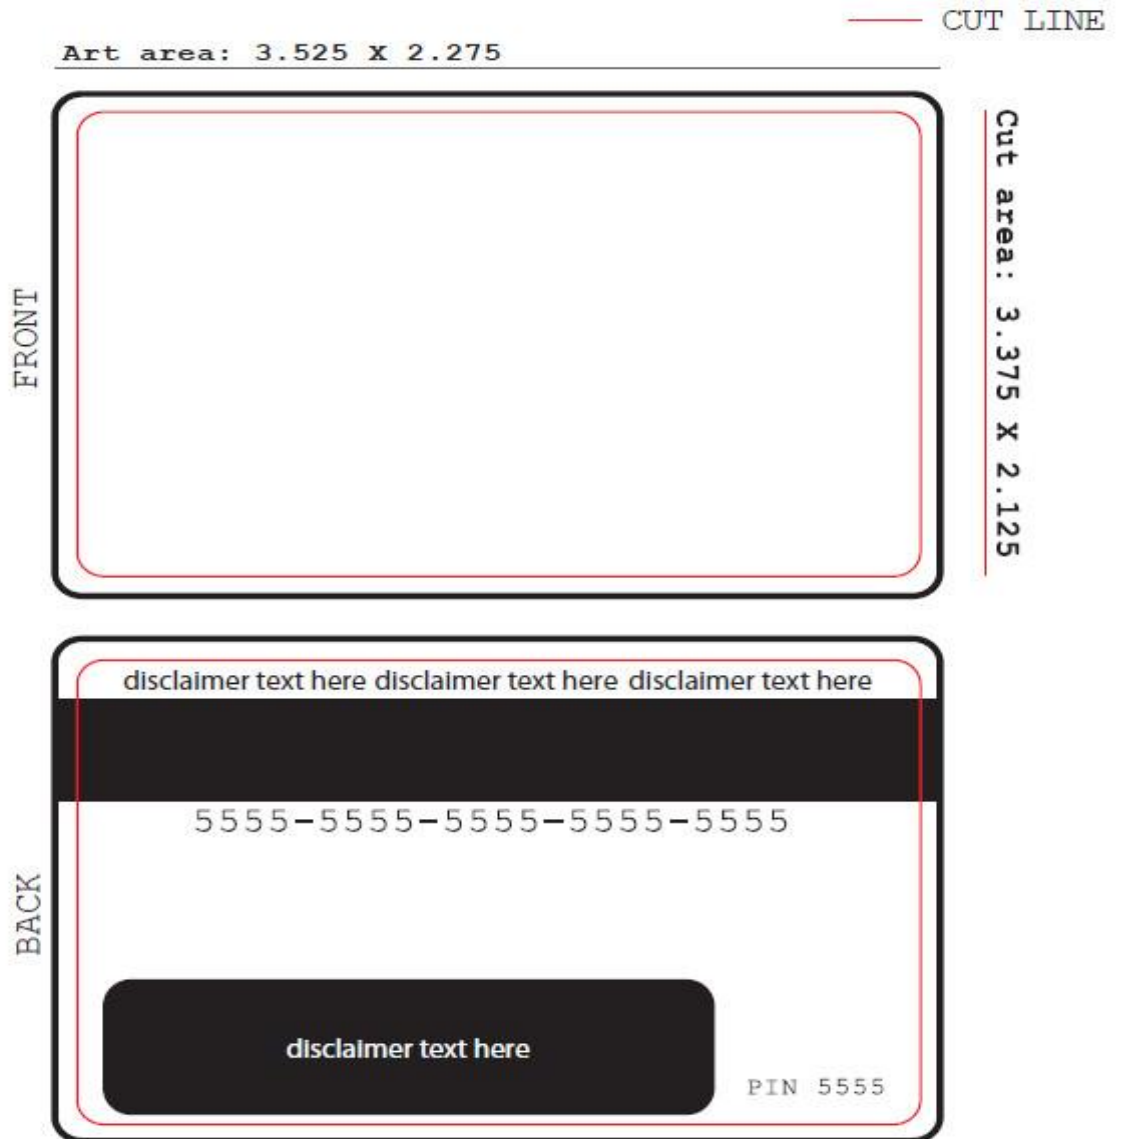 CUT LINE
Art area: 3.525 X 2.275
Cut area: 3.375 X 2.125
FRONT
disclaimer text here disclaimer text here disclaimer text here
5555-5555-5555-5555-5555
BACK
disclaimer text here
PIN 5555